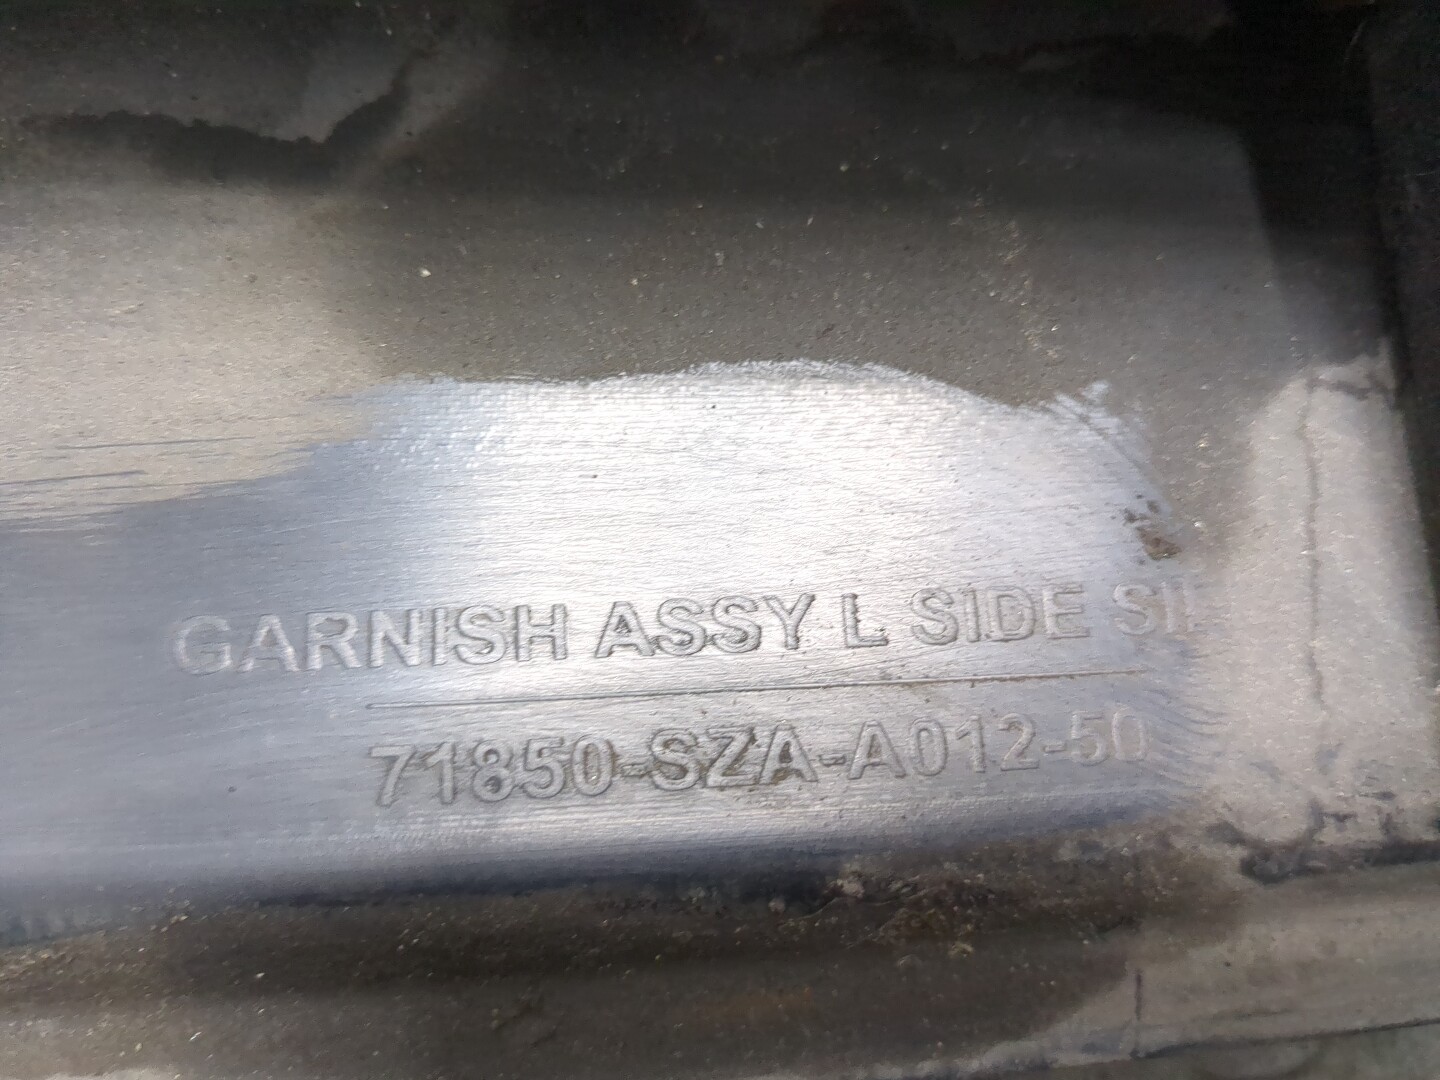 GARNISH ASSY L SIDE
71850-SZA-A012-50